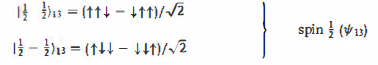 |½ ½⟩₁₃ = (↑↑↓ − ↓↑↑)/√2
|½ − ½⟩₁₃ = (↑↓↓ − ↓↓↑)/√2
} spin ½ (ψ₁₃)